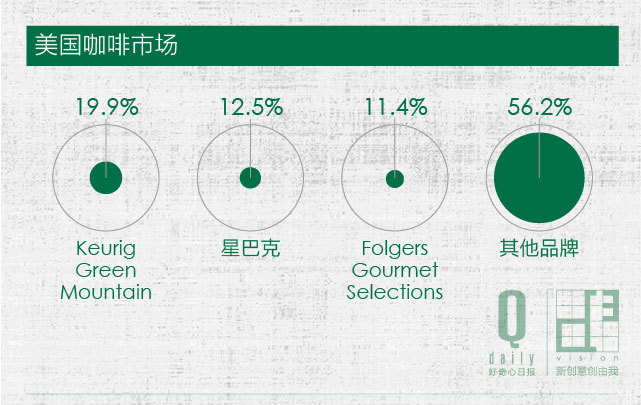 美国咖啡市场
19.9%
12.5%
11.4%
56.2%
Keurig
Green
Mountain
星巴克
Folgers
Gourmet
Selections
其他品牌
Q
daily
好奇心日报
vision
新创意创由我